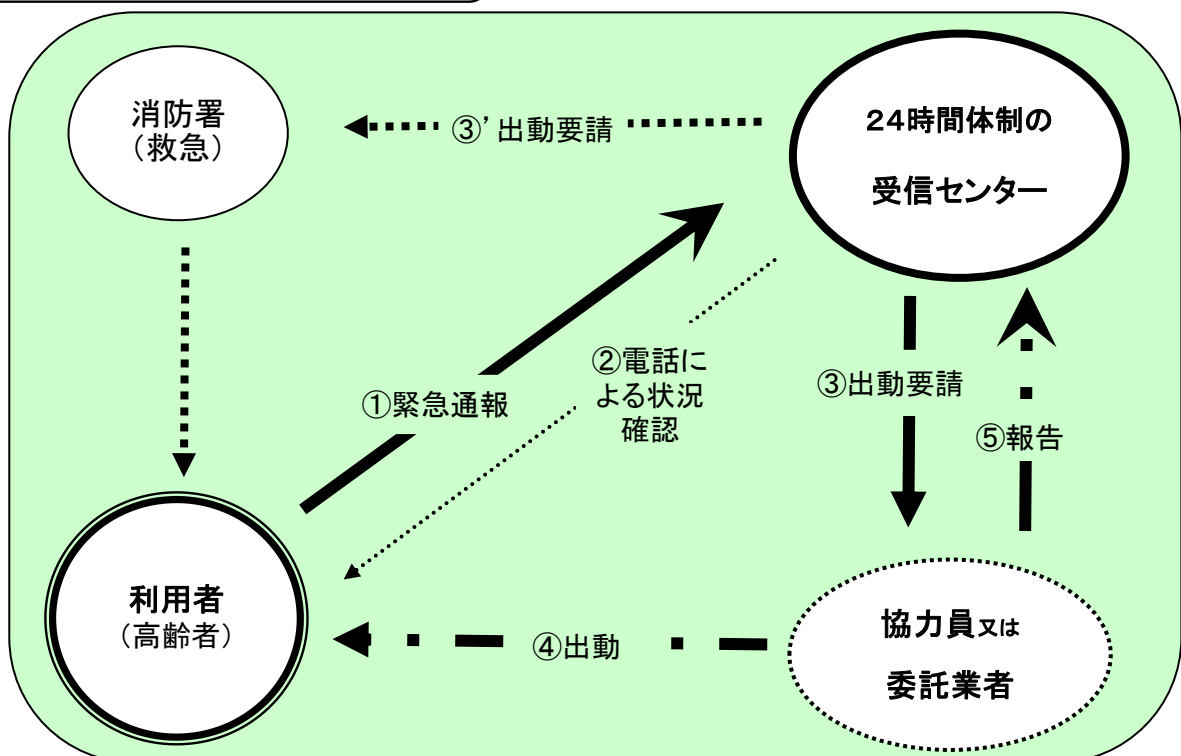 消防署
（救急）
③’出動要請
24時間体制の
受信センター
①緊急通報
②電話に
よる状況
確認
③出動要請
⑤報告
利用者
（高齢者）
④出動
協力員又は
委託業者